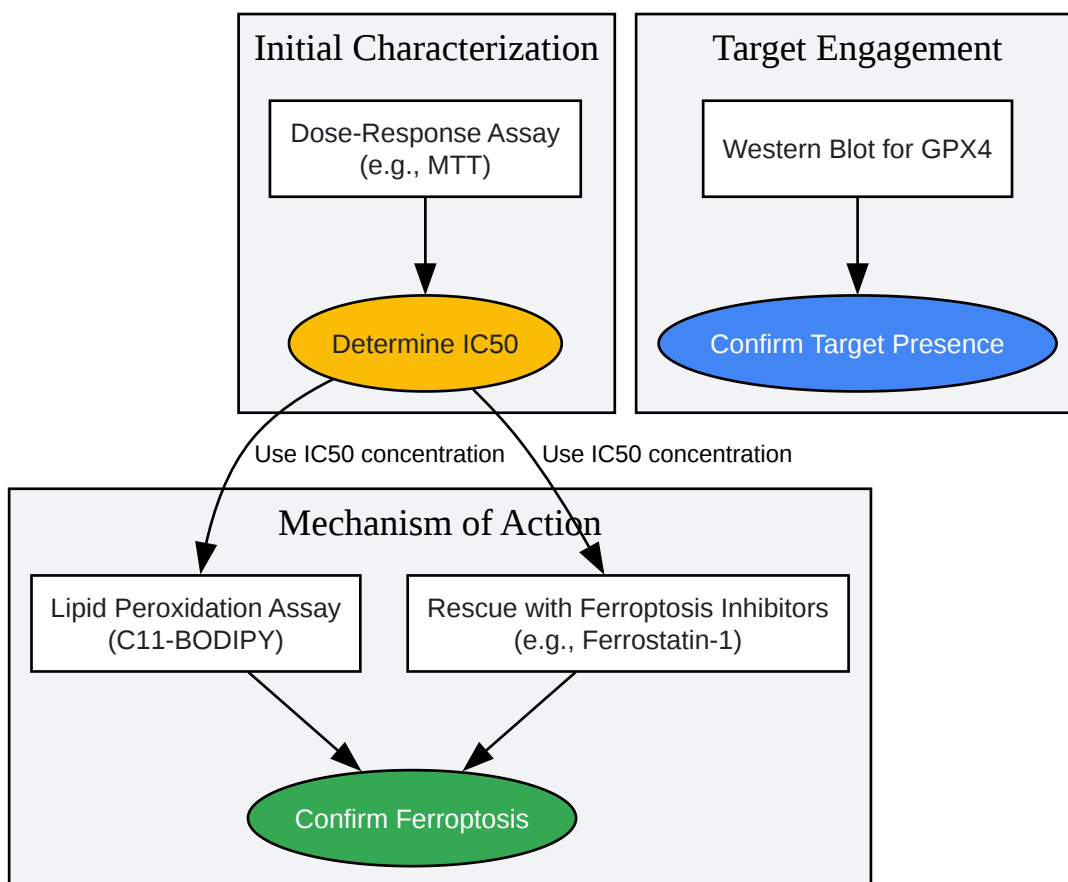 Initial Characterization
Dose-Response Assay
(e.g., MTT)
Determine IC50
Target Engagement
Western Blot for GPX4
Confirm Target Presence
Use IC50 concentration
Use IC50 concentration
Mechanism of Action
Lipid Peroxidation Assay
(C11-BODIPY)
Rescue with Ferroptosis Inhibitors
(e.g., Ferrostatin-1)
Confirm Ferroptosis